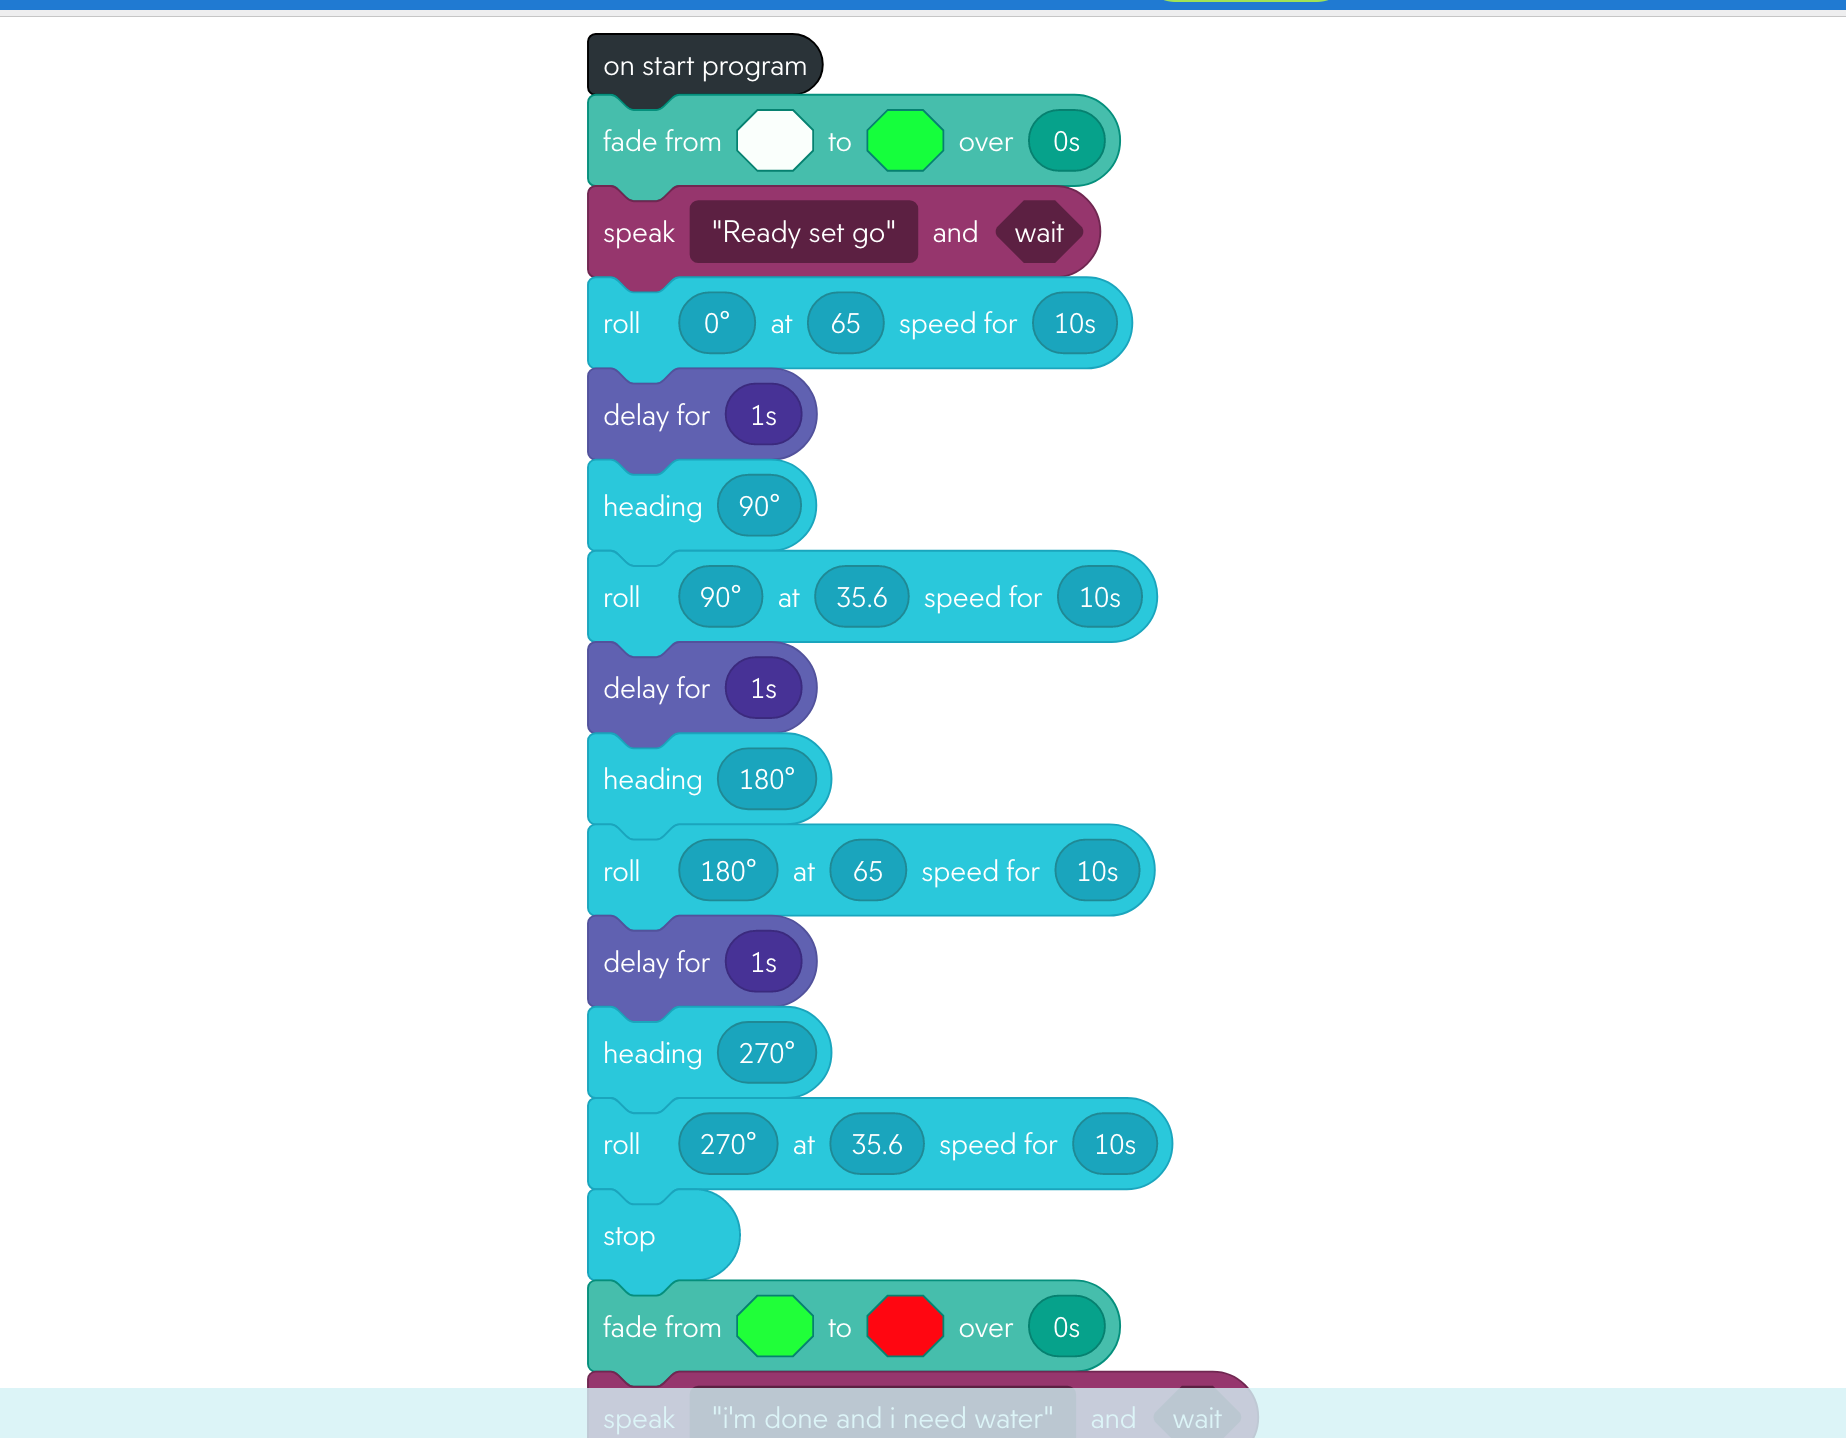 on start program
fade from to over 0s
speak "Ready set go" and wait
roll 0° at 65 speed for 10s
delay for 1s
heading 90°
roll 90° at 35.6 speed for 10s
delay for 1s
heading 180°
roll 180° at 65 speed for 10s
delay for 1s
heading 270°
roll 270° at 35.6 speed for 10s
stop
fade from to over 0s
speak "i'm done and i need water" and wait